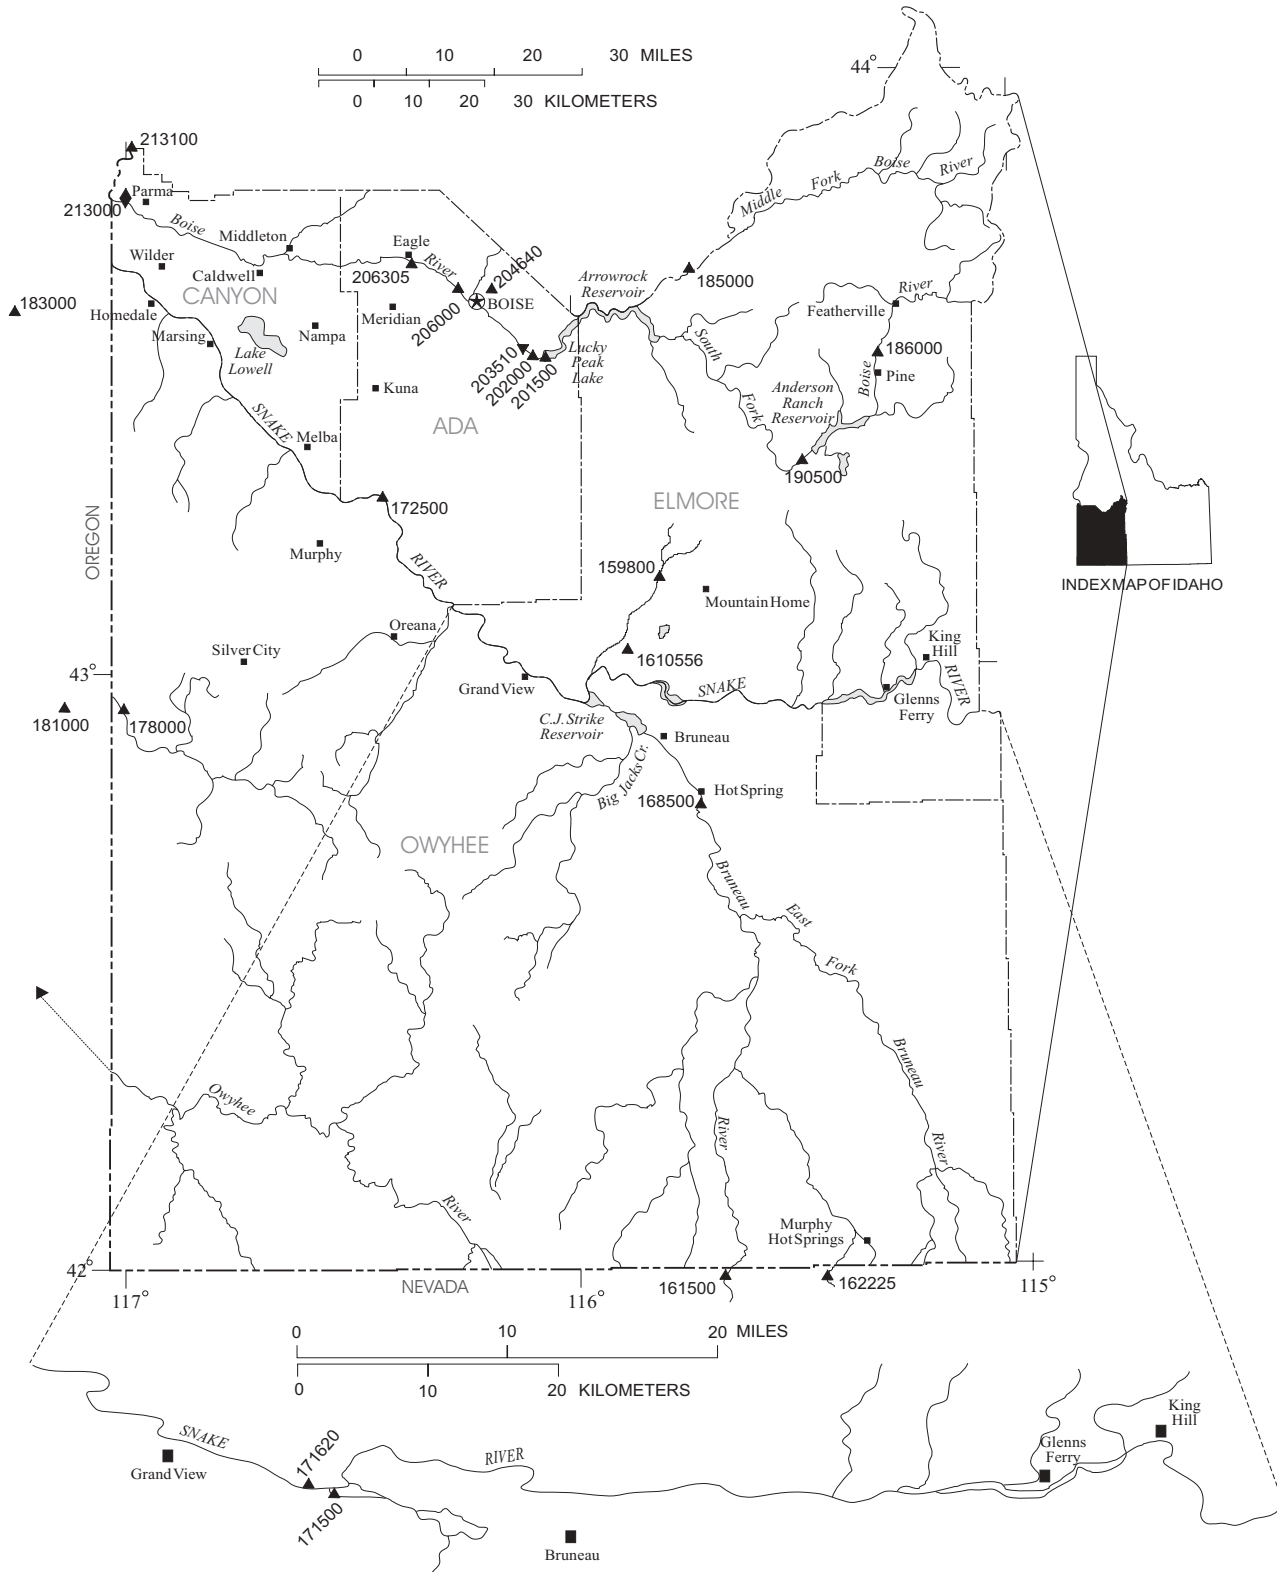 0 10 20 30 MILES
0 10 20 30 KILOMETERS
44°
213100
Parma
213000
Boise
Middleton
Wilder
Caldwell
CANYON
183000
Homedale
Marsing
Lake
Lowell
Nampa
Eagle
206305
River
204640
BOISE
Meridian
206000
Kuna
203510
202000
201500
Lucky
Peak
Lake
Arrowrock
Reservoir
185000
Middle
Fork
Boise
River
Featherville
River
186000
Pine
Boise
South
Fork
Anderson
Ranch
Reservoir
190500
SNAKE
Melba
ADA
172500
ELMORE
OREGON
Murphy
RIVER
159800
Mountain Home
INDEX MAP OF IDAHO
Oreana
Silver City
1610556
King
Hill
43°
Grand View
SNAKE
RIVER
Glenns
Ferry
181000
178000
C.J. Strike
Reservoir
Bruneau
Big Jacks Cr.
Hot Spring
168500
OWYHEE
Bruneau
East
Fork
Bruneau
River
Owyhee
River
River
Murphy
Hot Springs
42°
117°
NEVADA
116°
161500
162225
115°
0 10 20 MILES
0 10 20 KILOMETERS
SNAKE
Grand View
171620
171500
RIVER
Bruneau
Glenns
Ferry
King
Hill